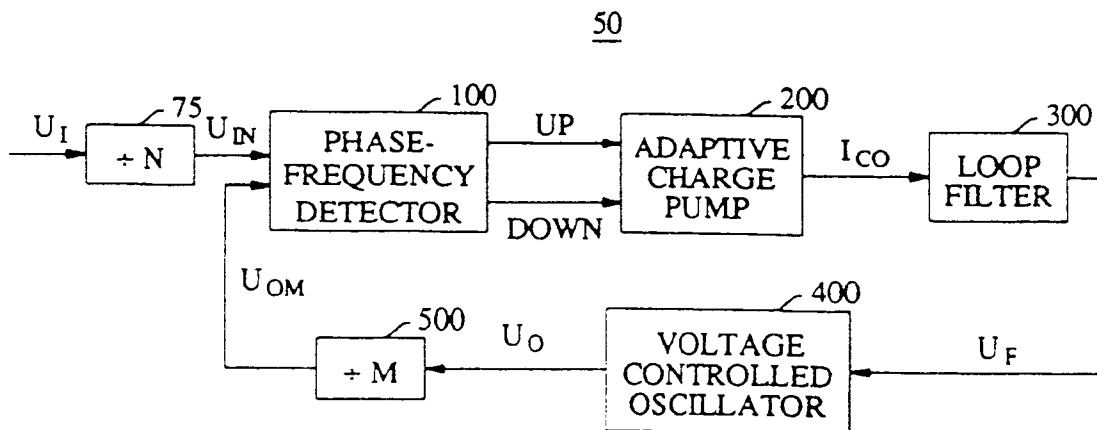 50
75
100
200
300
U_I
÷ N
U_IN
PHASE-
FREQUENCY
DETECTOR
UP
DOWN
ADAPTIVE
CHARGE
PUMP
I_CO
LOOP
FILTER
U_OM
500
÷ M
U_O
400
VOLTAGE
CONTROLLED
OSCILLATOR
U_F